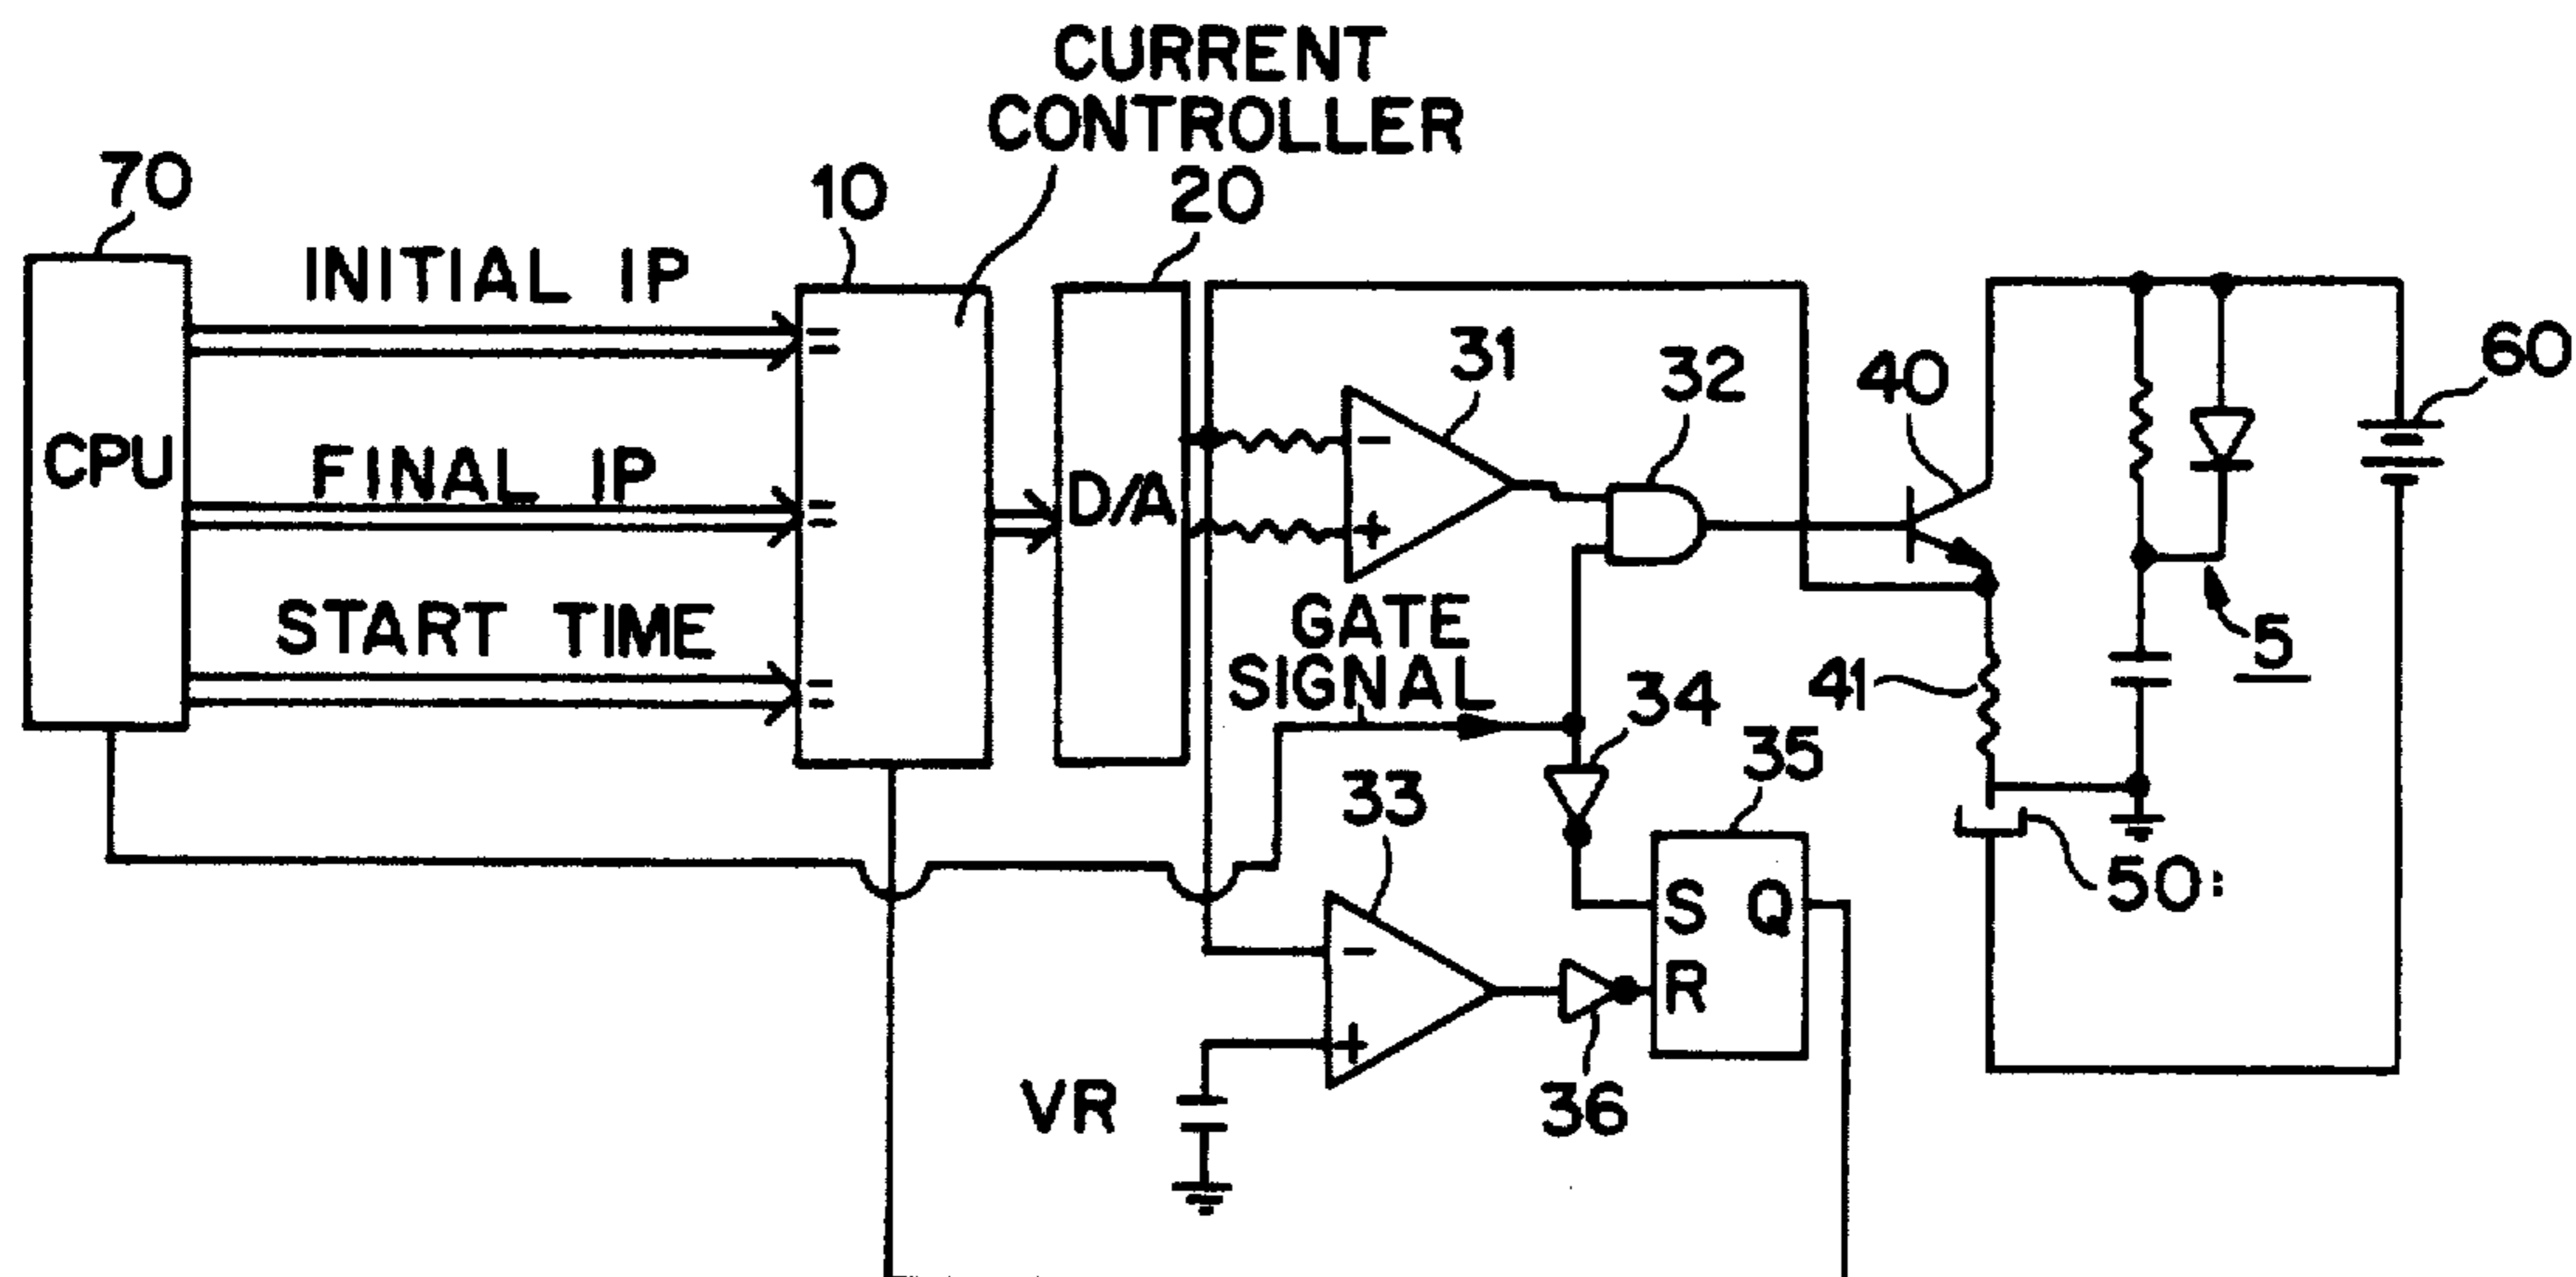 CURRENT
CONTROLLER
70
10
20
INITIAL IP
31
32
40
60
CPU
FINAL IP
D/A
-
+
START TIME
GATE
SIGNAL
34
41
5
33
35
50:
S Q
R
-
+
VR
36